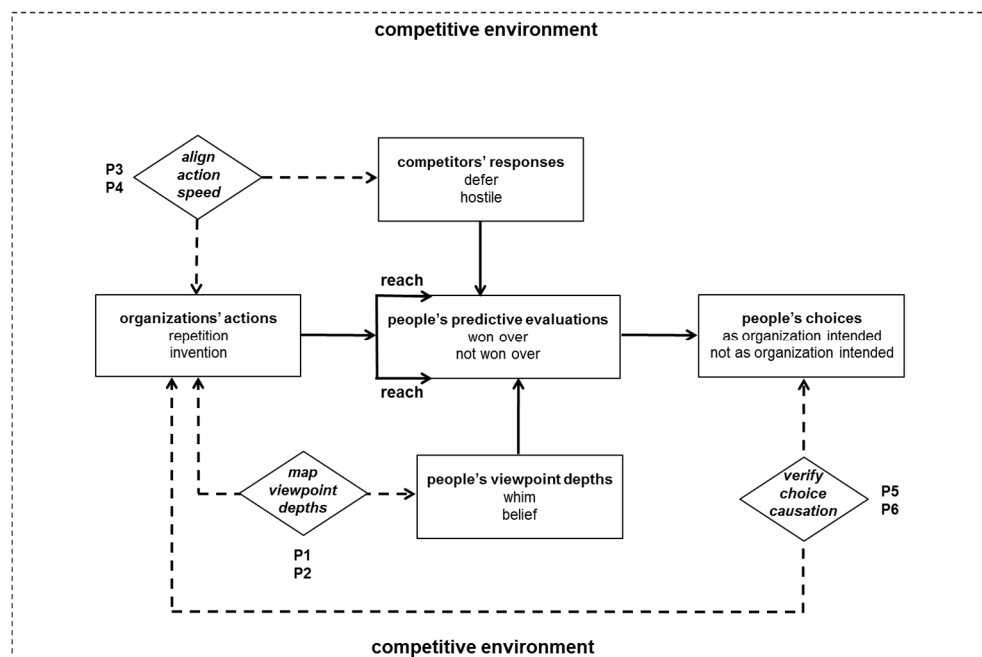 competitive environment
align
action
speed
P3
P4
competitors' responses
defer
hostile
reach
organizations' actions
repetition
invention
people's predictive evaluations
won over
not won over
people's choices
as organization intended
not as organization intended
reach
map
viewpoint
depths
P1
P2
people's viewpoint depths
whim
belief
verify
choice
causation
P5
P6
competitive environment